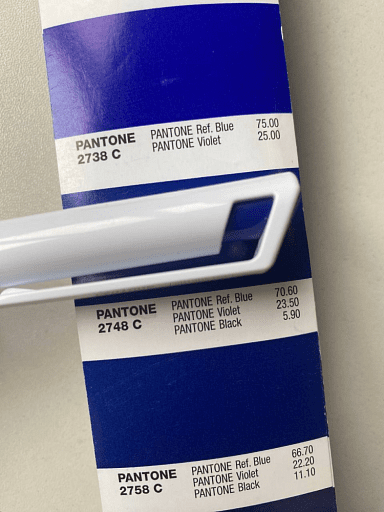 PANTONE 2738 C
PANTONE Ref. Blue 75.00
PANTONE Violet 25.00
PANTONE 2748 C
PANTONE Ref. Blue 70.60
PANTONE Violet 23.50
PANTONE Black 5.90
PANTONE 2758 C
PANTONE Ref. Blue 66.70
PANTONE Violet 22.20
PANTONE Black 11.10